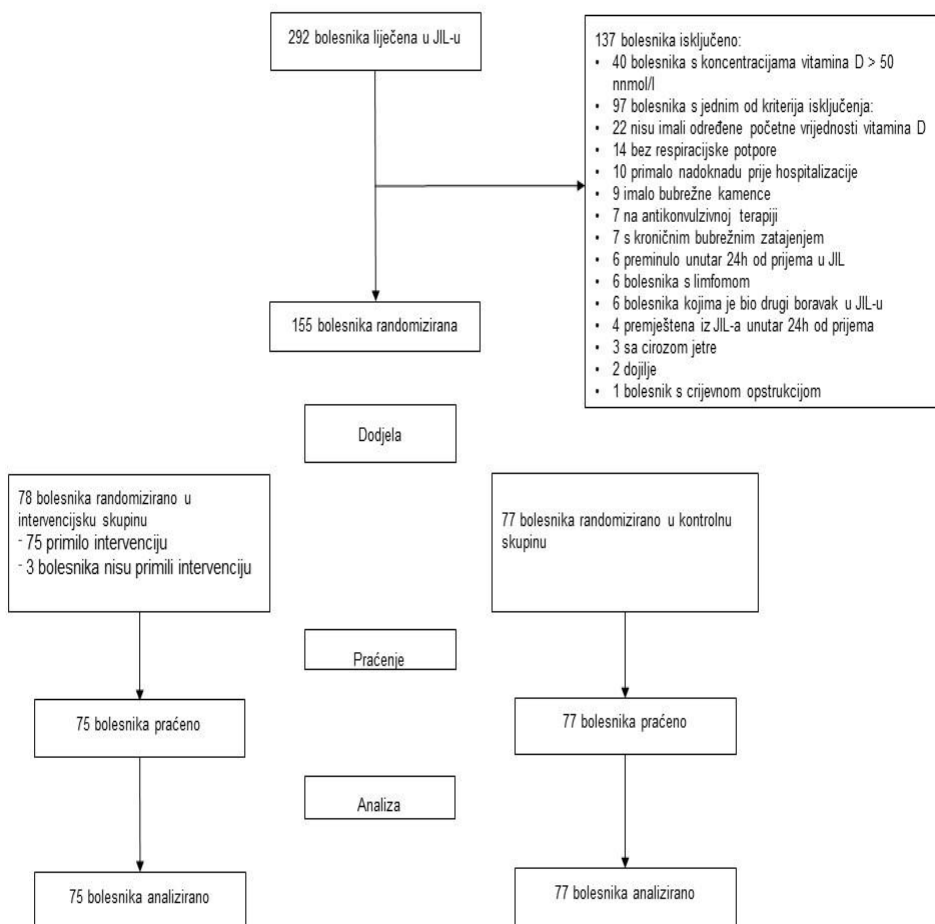 292 bolesnika liječena u JIL-u
137 bolesnika isključeno:
• 40 bolesnika s koncentracijama vitamina D > 50
nnmol/l
• 97 bolesnika s jednim od kriterija isključenja:
• 22 nisu imali određene početne vrijednosti vitamina D
• 14 bez respiracijske potpore
• 10 primalo nadoknadu prije hospitalizacije
• 9 imalo bubrežne kamence
• 7 na antikonvulzivnoj terapiji
• 7 s kroničnim bubrežnim zatajenjem
• 6 preminulo unutar 24h od prijema u JIL
• 6 bolesnika s limfomom
• 6 bolesnika kojima je bio drugi boravak u JIL-u
• 4 premještena iz JIL-a unutar 24h od prijema
• 3 sa cirozom jetre
• 2 dojilje
• 1 bolesnik s crijevnom opstrukcijom
155 bolesnika randomizirana
Dodjela
78 bolesnika randomizirano u
intervencijsku skupinu
- 75 primilo intervenciju
- 3 bolesnika nisu primili intervenciju
77 bolesnika randomizirano u kontrolnu
skupinu
Praćenje
75 bolesnika praćeno
77 bolesnika praćeno
Analiza
75 bolesnika analizirano
77 bolesnika analizirano